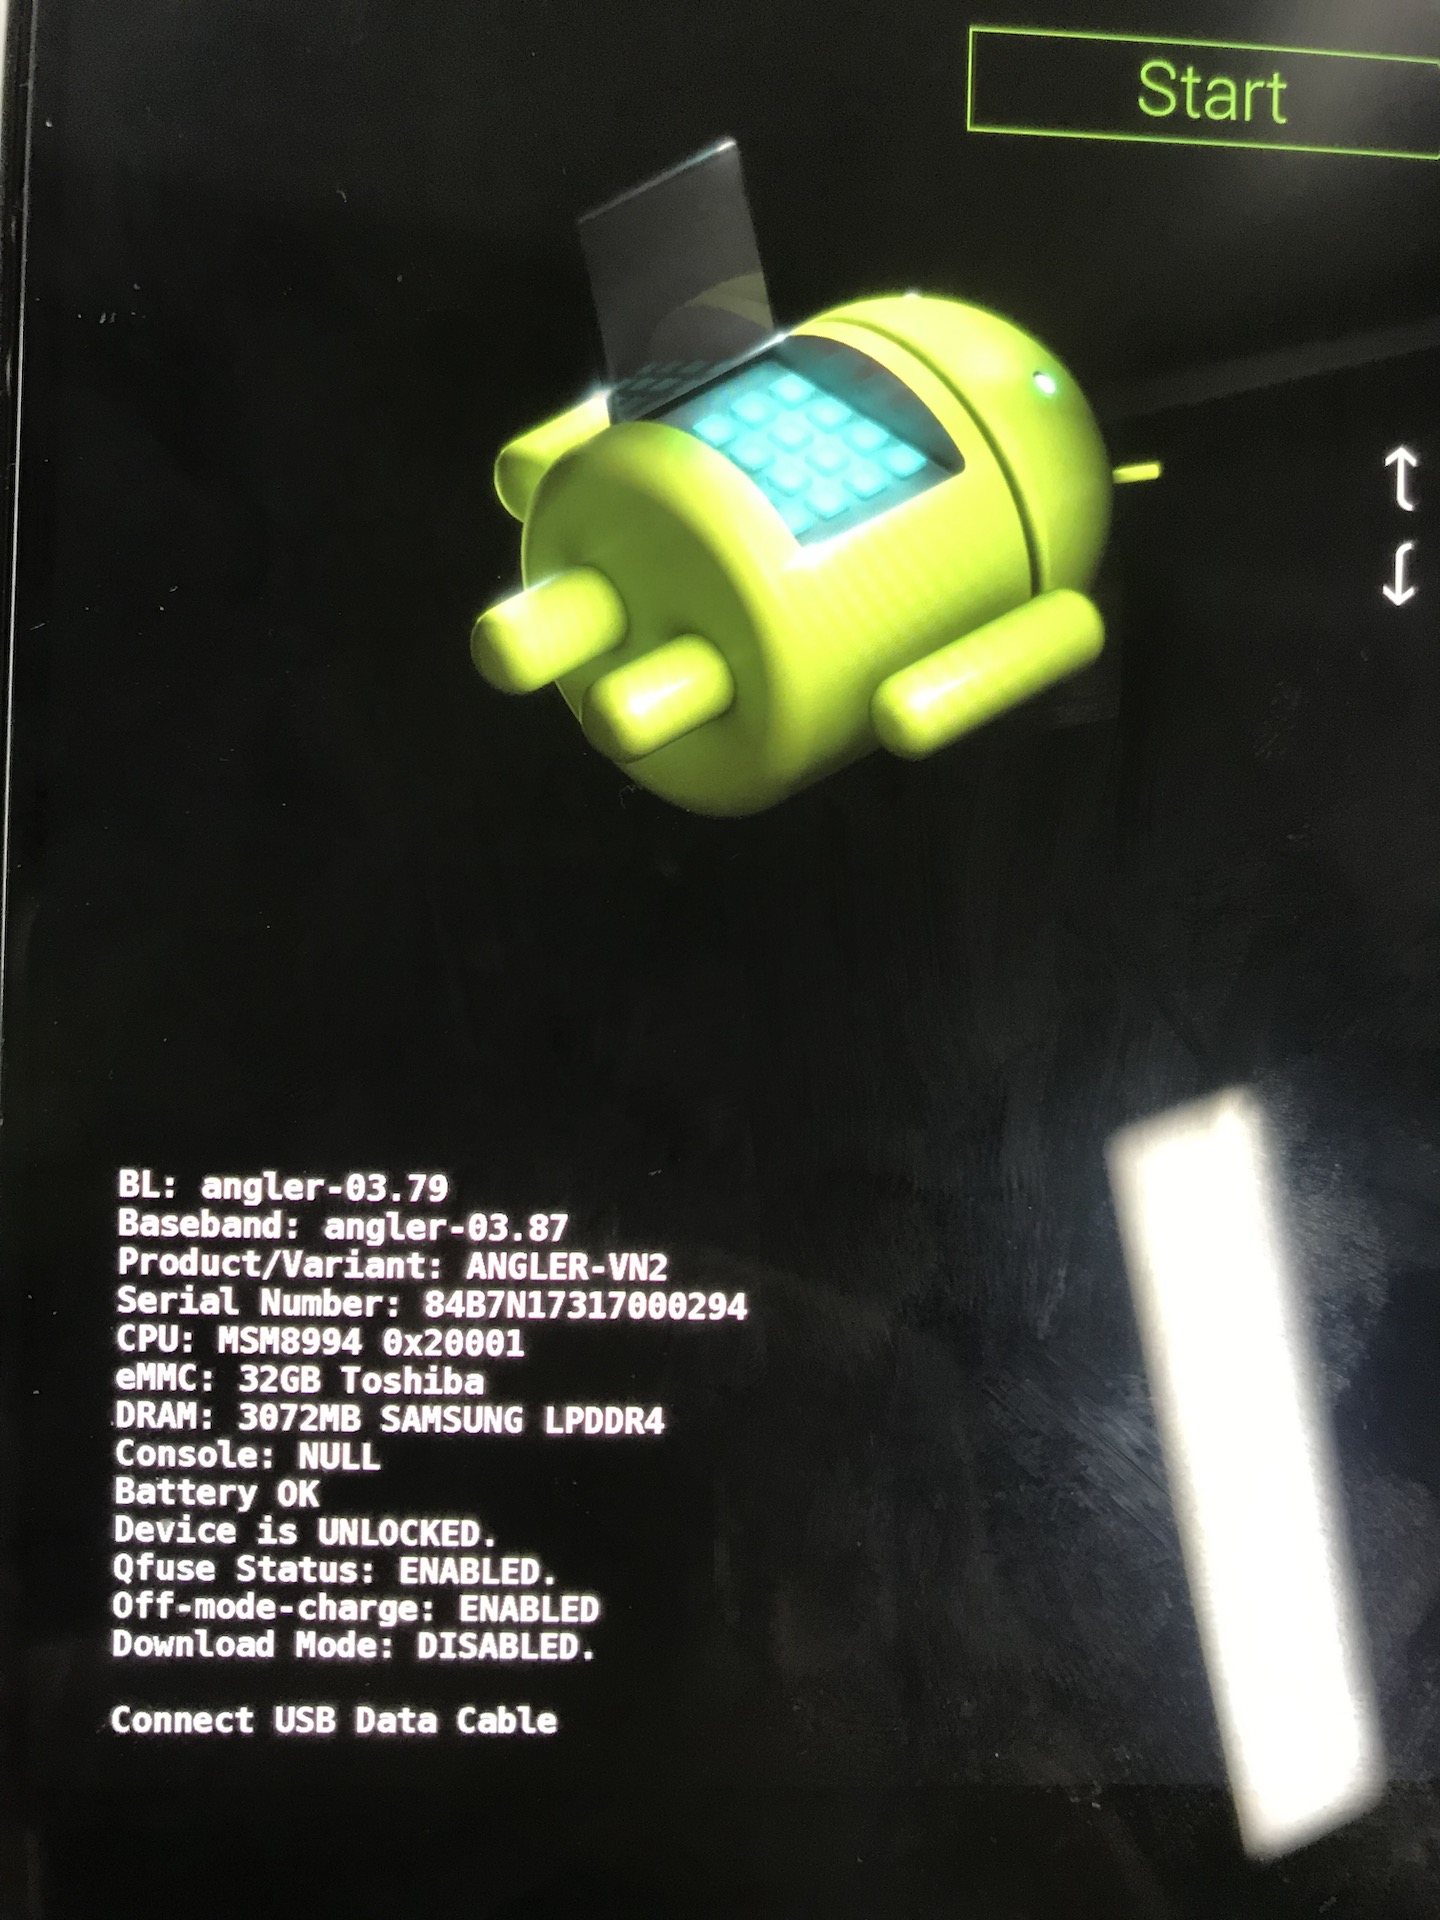 Start
BL: angler-03.79
Baseband: angler-03.87
Product/Variant: ANGLER-VN2
Serial Number: 84B7N17317000294
CPU: MSM8994 0x20001
eMMC: 32GB Toshiba
DRAM: 3072MB SAMSUNG LPDDR4
Console: NULL
Battery OK
Device is UNLOCKED.
Qfuse Status: ENABLED.
Off-mode-charge: ENABLED
Download Mode: DISABLED.
Connect USB Data Cable